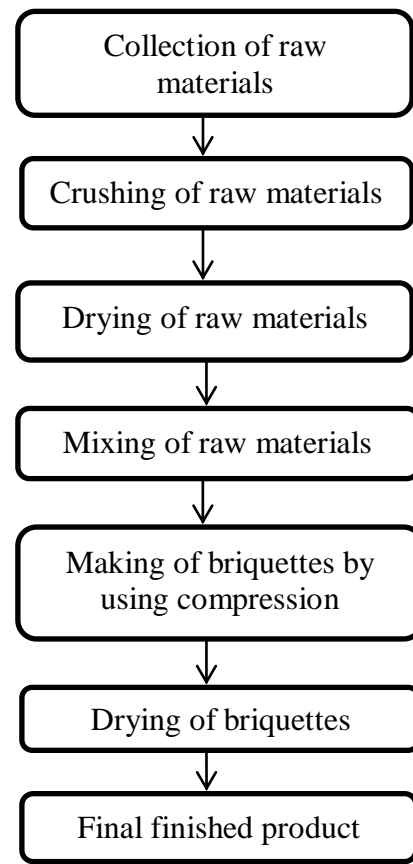 Collection of raw
materials
Crushing of raw materials
Drying of raw materials
Mixing of raw materials
Making of briquettes by
using compression
Drying of briquettes
Final finished product